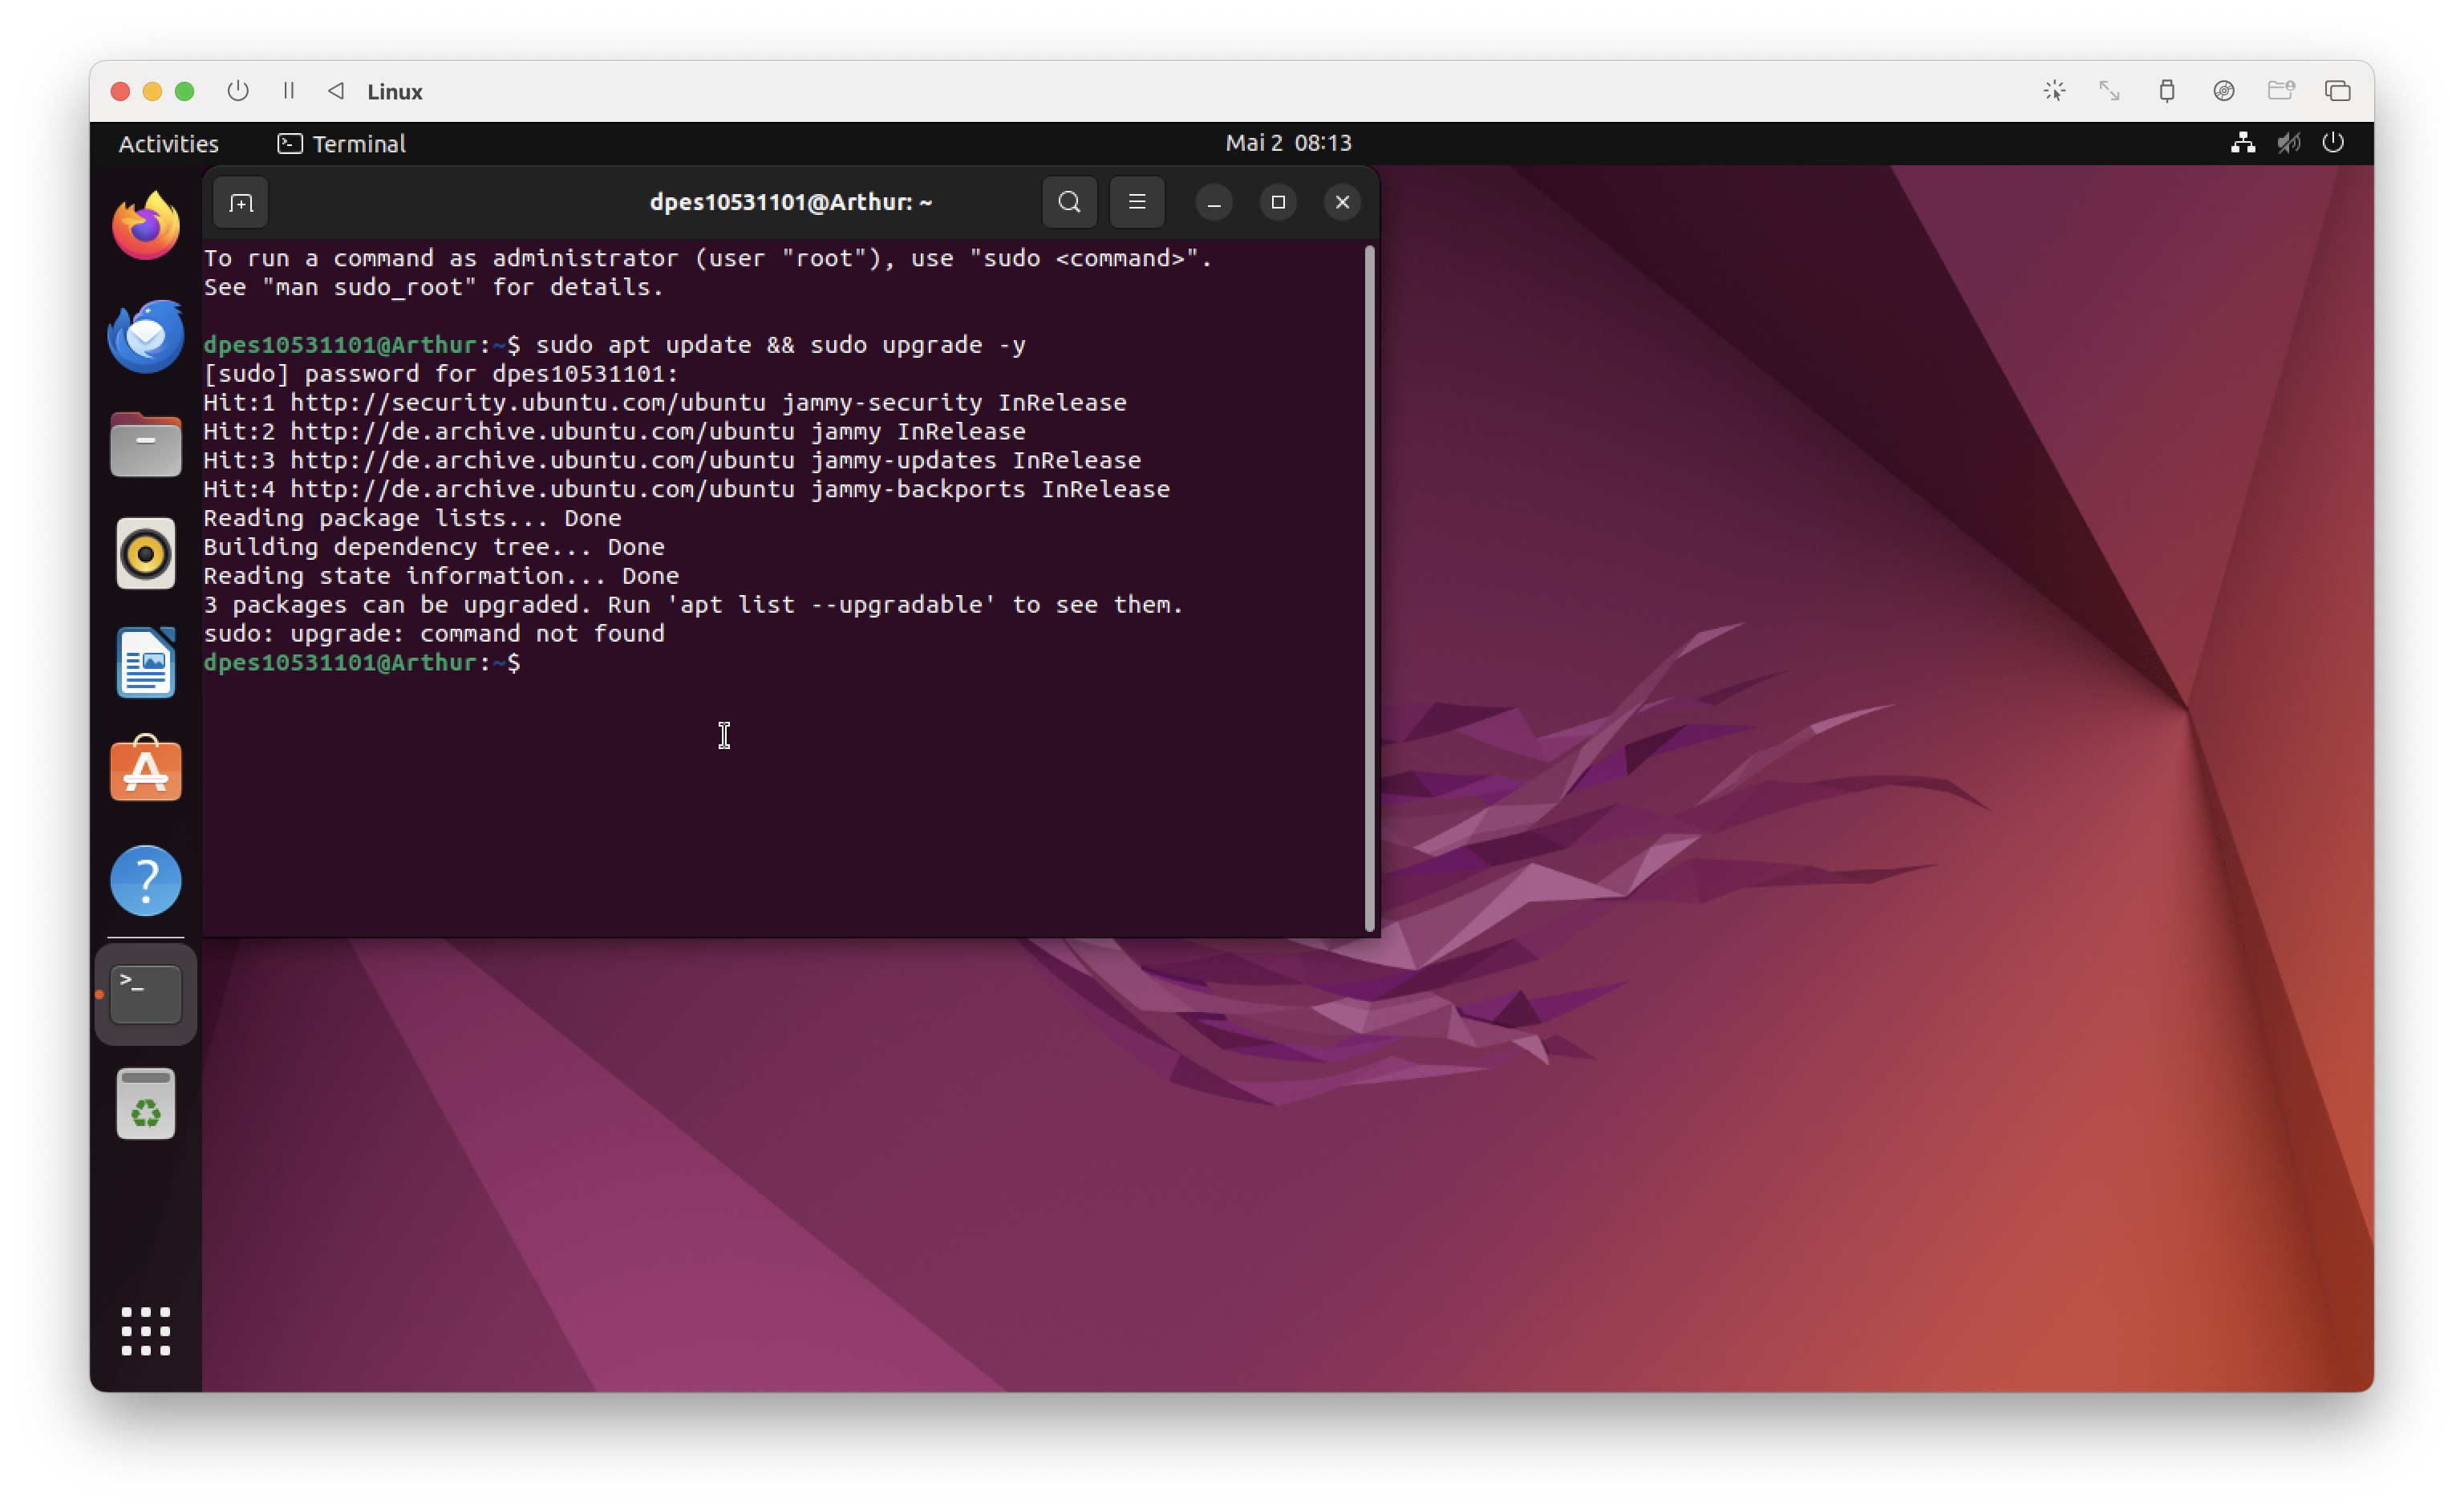 Linux
Activities
Terminal
Mai 2 08:13
dpes10531101@Arthur: ~
To run a command as administrator (user "root"), use "sudo <command>".
See "man sudo_root" for details.
dpes10531101@Arthur:~$ sudo apt update && sudo upgrade -y
[sudo] password for dpes10531101:
Hit:1 http://security.ubuntu.com/ubuntu jammy-security InRelease
Hit:2 http://de.archive.ubuntu.com/ubuntu jammy InRelease
Hit:3 http://de.archive.ubuntu.com/ubuntu jammy-updates InRelease
Hit:4 http://de.archive.ubuntu.com/ubuntu jammy-backports InRelease
Reading package lists... Done
Building dependency tree... Done
Reading state information... Done
3 packages can be upgraded. Run 'apt list --upgradable' to see them.
sudo: upgrade: command not found
dpes10531101@Arthur:~$